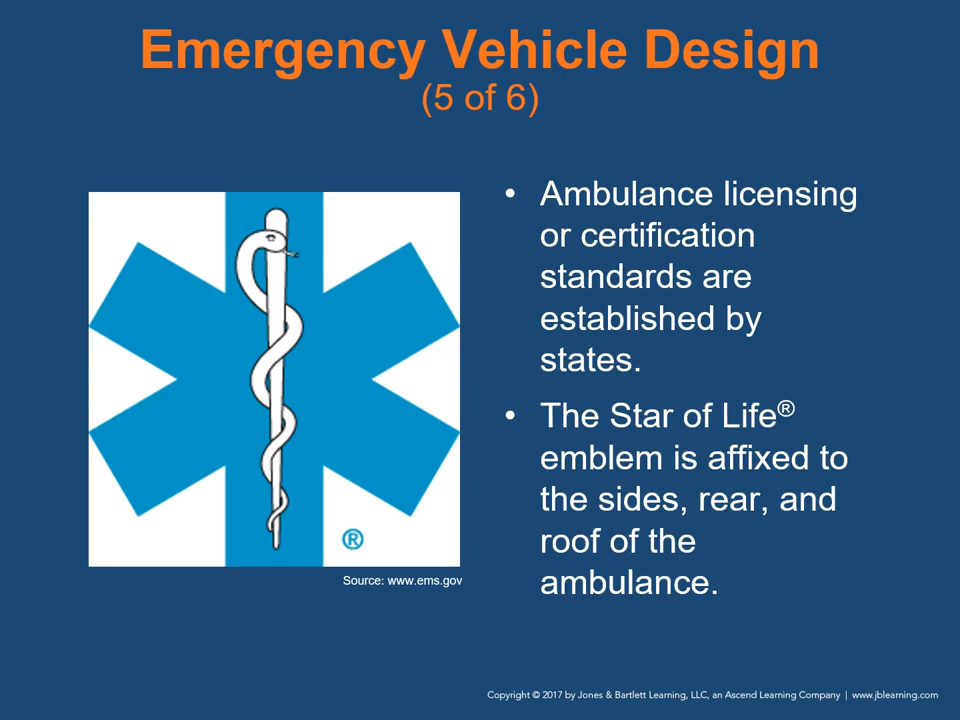 Emergency Vehicle Design
(5 of 6)
• Ambulance licensing
or certification
standards are
established by
states.
• The Star of Life®
emblem is affixed to
the sides, rear, and
roof of the
ambulance.
®
Source: www.ems.gov
Copyright © 2017 by Jones & Bartlett Learning, LLC, an Ascend Learning Company | www.jblearning.com